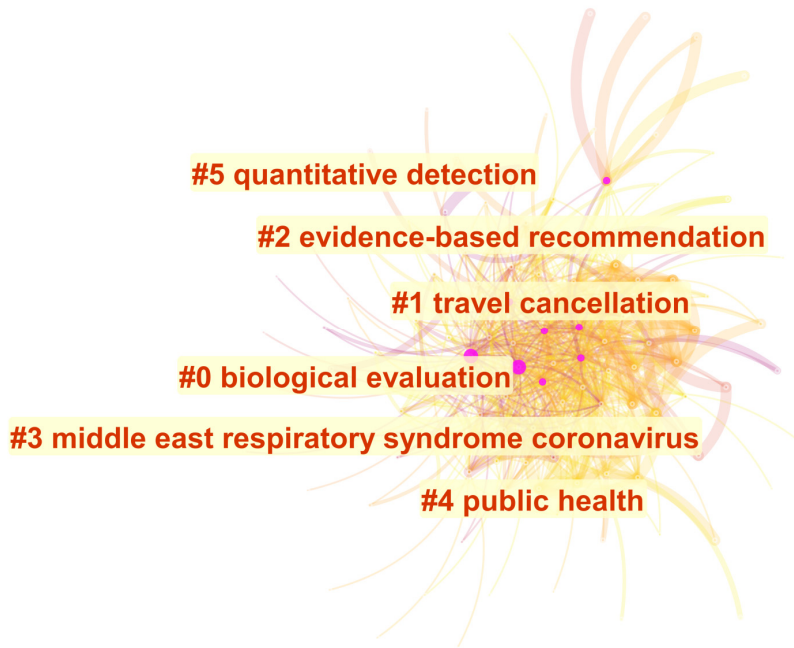 #5 quantitative detection
#2 evidence-based recommendation
#1 travel cancellation
#0 biological evaluation
#3 middle east respiratory syndrome coronavirus
#4 public health